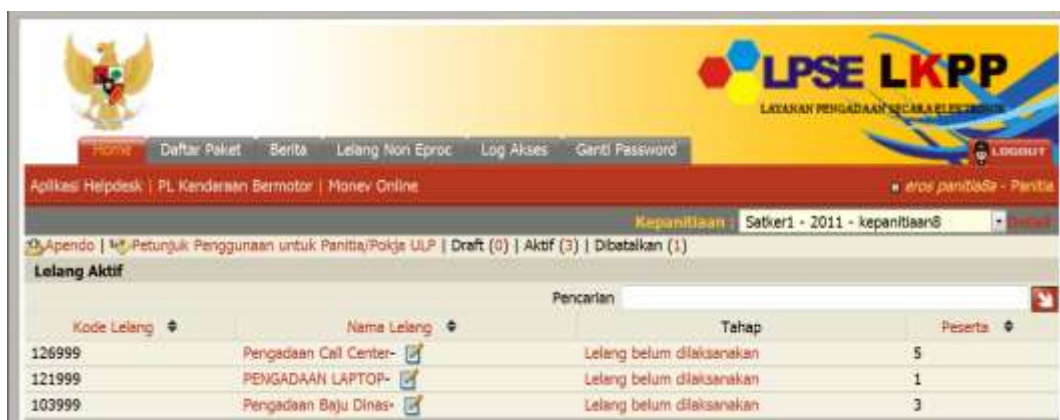 LPSE LKPP
LAYANAN PENGADAAN SECARA ELEKTRONIK
Home Daftar Paket Berita Lelang Non Eproc Log Akses Ganti Password LOGOUT
Aplikasi Helpdesk | PL Kendaraan Bermotor | Monev Online eros panitia8a - Panitia
Kepanitiaan : Satker1 - 2011 - kepanitiaan8 Detail
Apendo | Petunjuk Penggunaan untuk Panitia/Pokja ULP | Draft (0) | Aktif (3) | Dibatalkan (1)
Lelang Aktif
Pencarian
Kode Lelang Nama Lelang Tahap Peserta
126999 Pengadaan Call Center- Lelang belum dilaksanakan 5
121999 PENGADAAN LAPTOP- Lelang belum dilaksanakan 1
103999 Pengadaan Baju Dinas- Lelang belum dilaksanakan 3